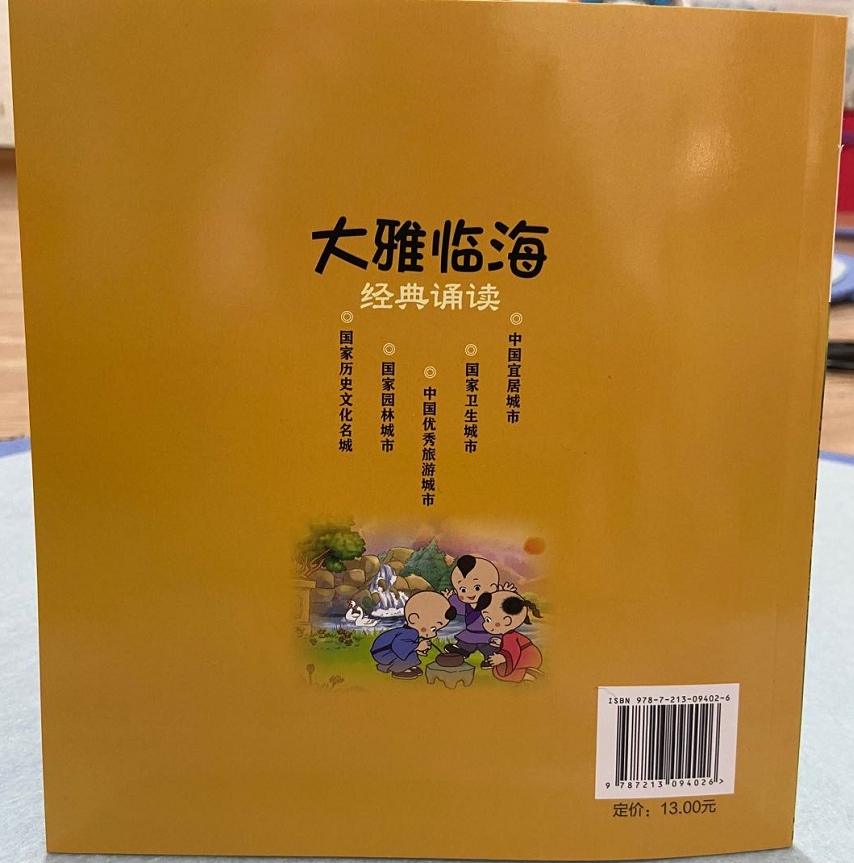 大雅临海
经典诵读
◎国家历史文化名城
◎国家园林城市
◎中国优秀旅游城市
◎国家卫生城市
◎中国宜居城市
ISBN 978-7-213-09402-6
9 787213 094026 >
定价：13.00元